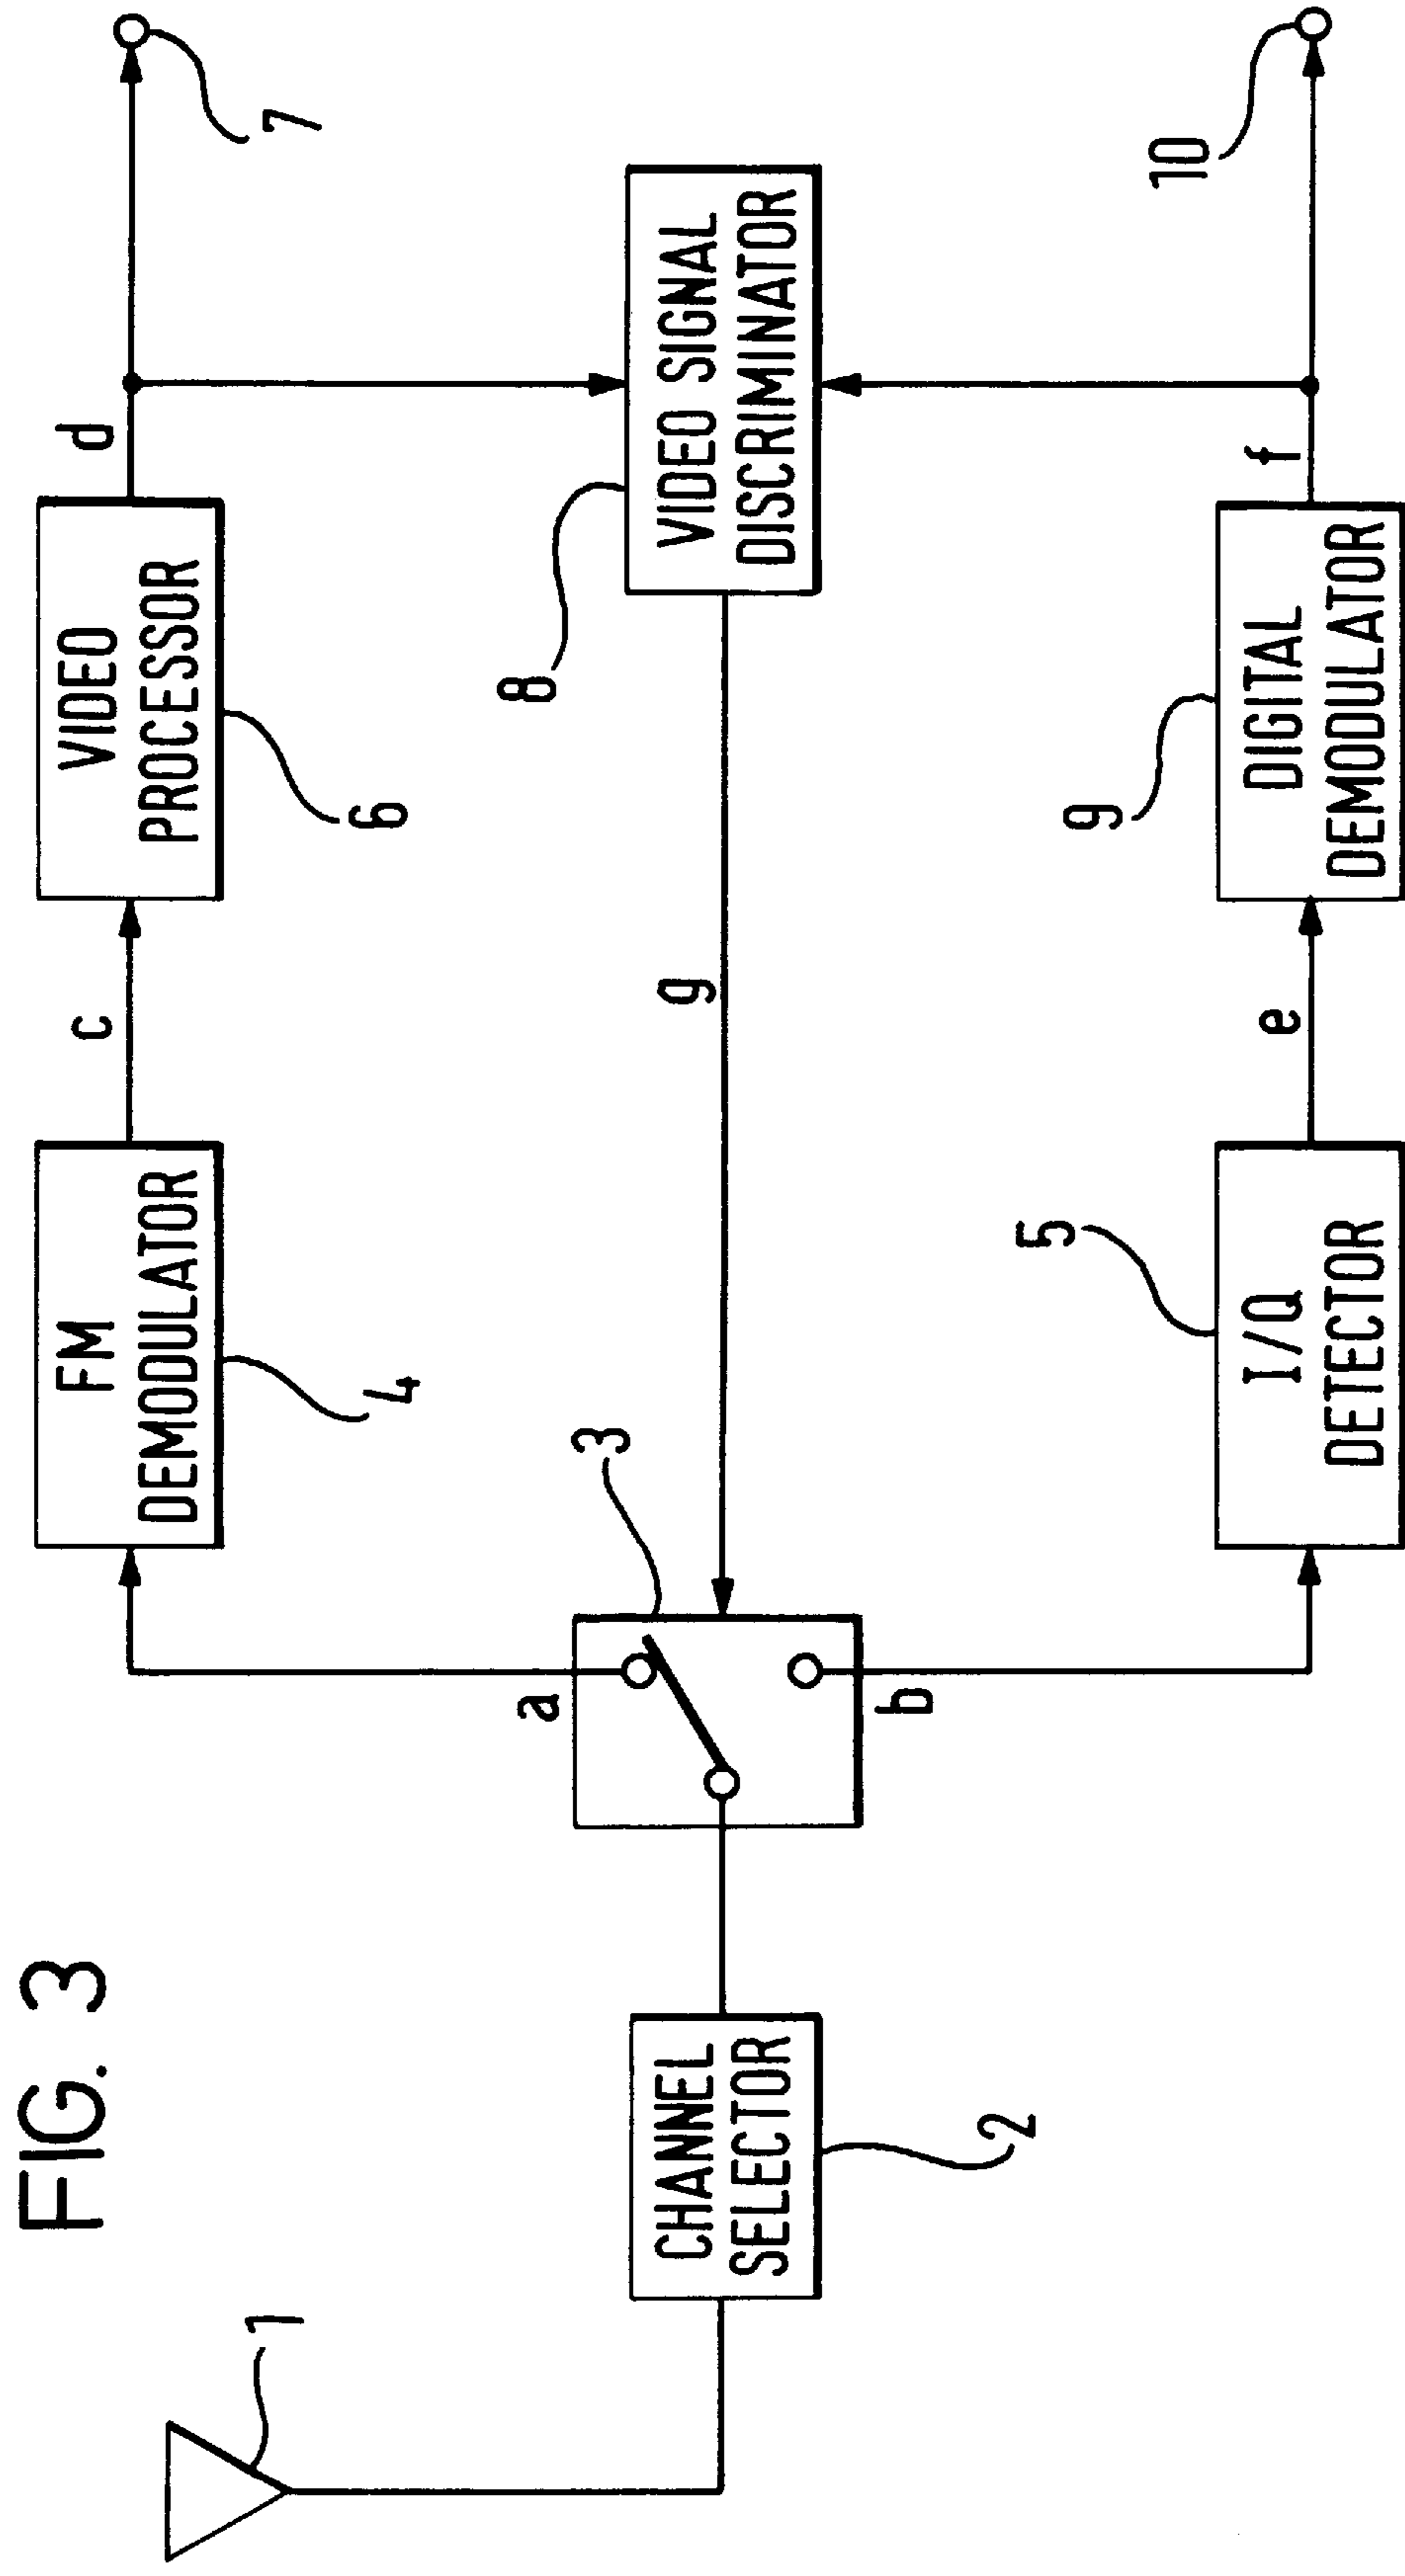 FIG. 3
1
CHANNEL
SELECTOR
2
3
a
b
FM
DEMODULATOR
4
c
VIDEO
PROCESSOR
6
d
7
g
VIDEO SIGNAL
DISCRIMINATOR
8
I/Q
DETECTOR
5
e
DIGITAL
DEMODULATOR
9
f
10